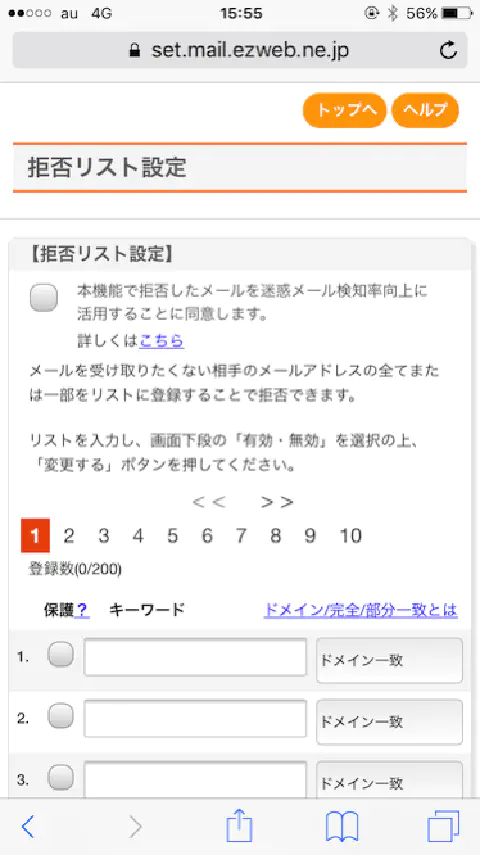 au 4G 15:55 56%
set.mail.ezweb.ne.jp
トップへ ヘルプ
拒否リスト設定
【拒否リスト設定】
本機能で拒否したメールを迷惑メール検知率向上に
活用することに同意します。
詳しくはこちら
メールを受け取りたくない相手のメールアドレスの全てまた
は一部をリストに登録することで拒否できます。
リストを入力し、画面下段の「有効・無効」を選択の上、
「変更する」ボタンを押してください。
<< >>
1 2 3 4 5 6 7 8 9 10
登録数(0/200)
保護? キーワード ドメイン/完全/部分一致とは
1. ドメイン一致
2. ドメイン一致
3. ドメイン一致